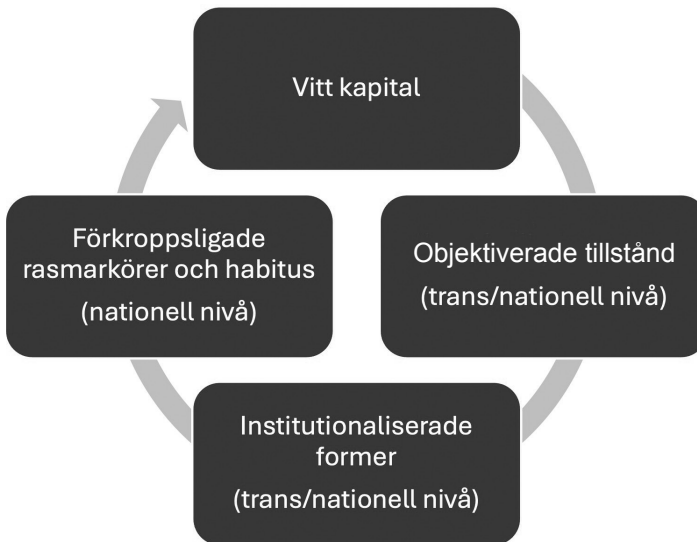 Vitt kapital
Förkroppsligade
rasmarkörer och habitus
(nationell nivå)
Objektiverade tillstånd
(trans/nationell nivå)
Institutionaliserade
former
(trans/nationell nivå)